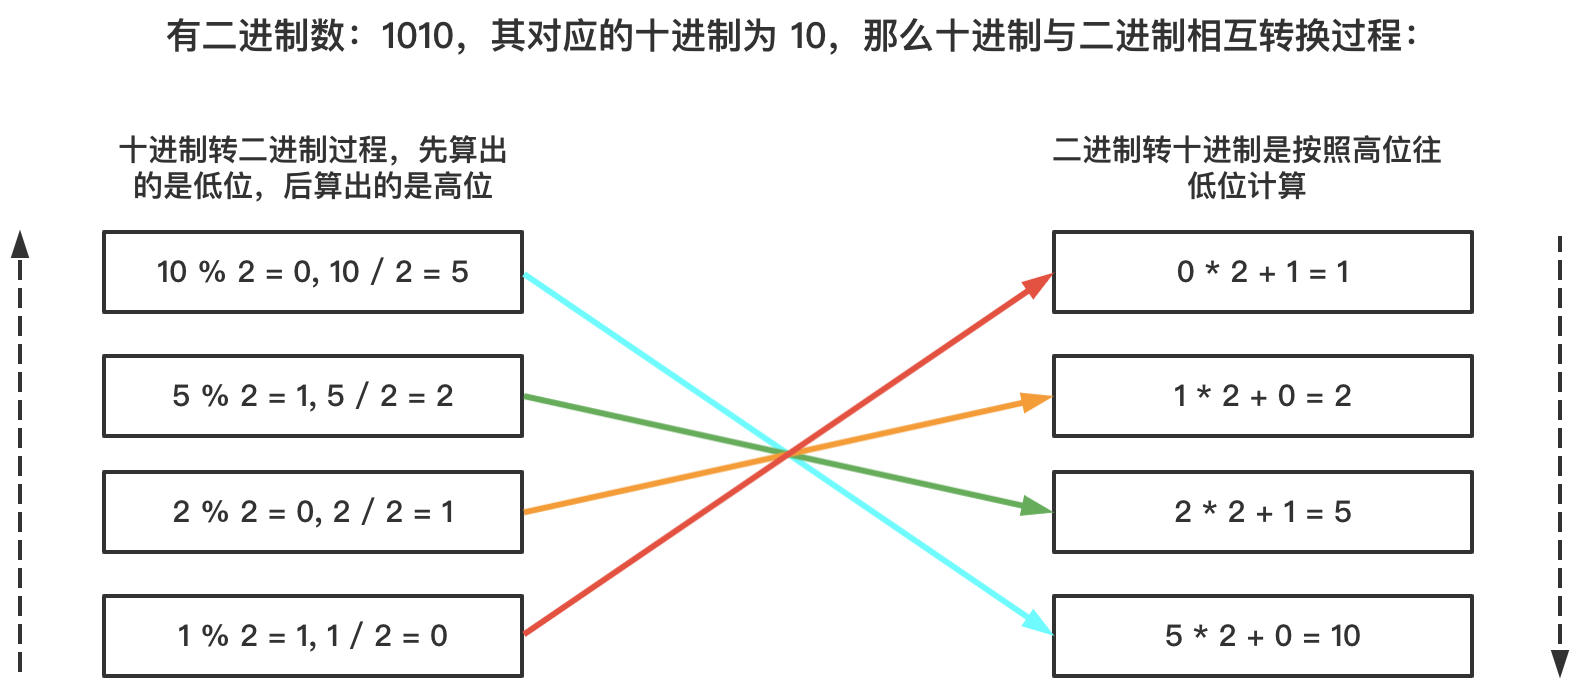 有二进制数：1010，其对应的十进制为 10，那么十进制与二进制相互转换过程：
十进制转二进制过程，先算出
的是低位，后算出的是高位
10 % 2 = 0, 10 / 2 = 5
5 % 2 = 1, 5 / 2 = 2
2 % 2 = 0, 2 / 2 = 1
1 % 2 = 1, 1 / 2 = 0
二进制转十进制是按照高位往
低位计算
0 * 2 + 1 = 1
1 * 2 + 0 = 2
2 * 2 + 1 = 5
5 * 2 + 0 = 10